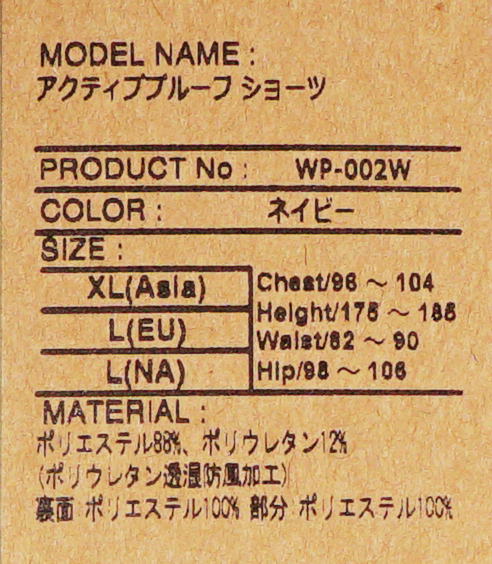 MODEL NAME :
アクティブプルーフ ショーツ
PRODUCT No : WP-002W
COLOR : ネイビー
SIZE :
XL(Asia)
L(EU)
L(NA)
Chest/96 ～ 104
Height/175 ～ 185
Waist/82 ～ 90
Hip/98 ～ 106
MATERIAL :
ポリエステル88%、ポリウレタン12%
(ポリウレタン透湿防風加工)
裏面 ポリエステル100% 部分 ポリエステル100%